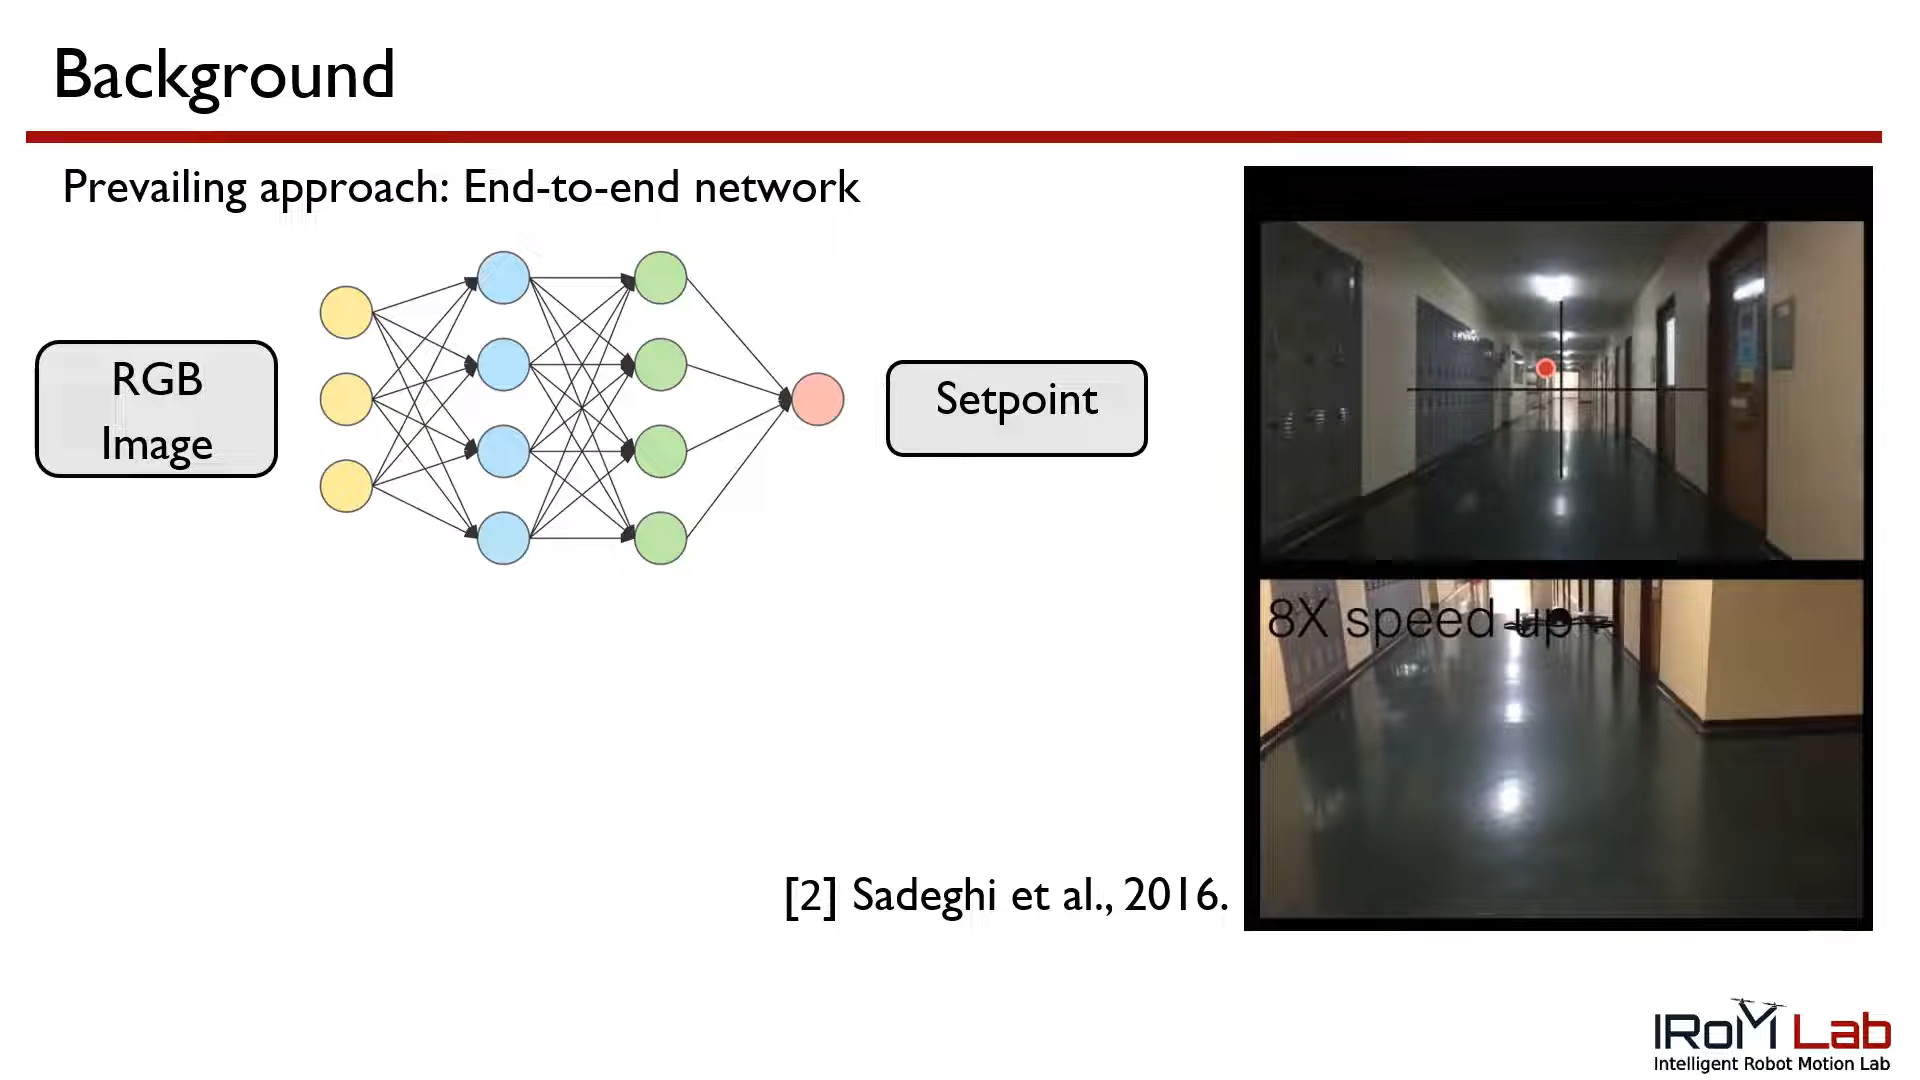 Background
Prevailing approach: End-to-end network
RGB
Image
Setpoint
8X speed up
[2] Sadeghi et al., 2016.
IRoM Lab
Intelligent Robot Motion Lab